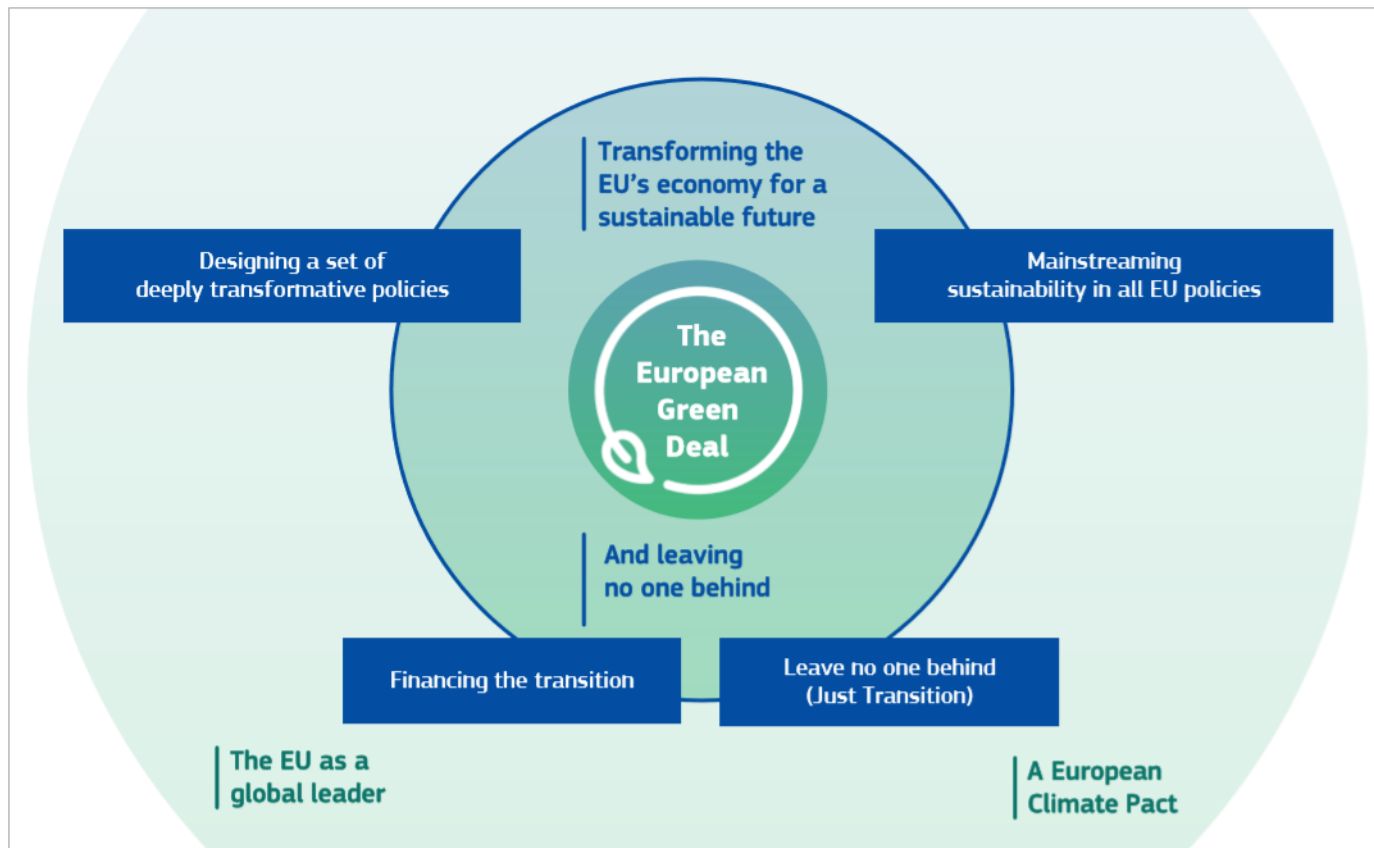 Transforming the
EU's economy for a
sustainable future
Designing a set of
deeply transformative policies
Mainstreaming
sustainability in all EU policies
The
European
Green
Deal
And leaving
no one behind
Financing the transition
Leave no one behind
(Just Transition)
The EU as a
global leader
A European
Climate Pact